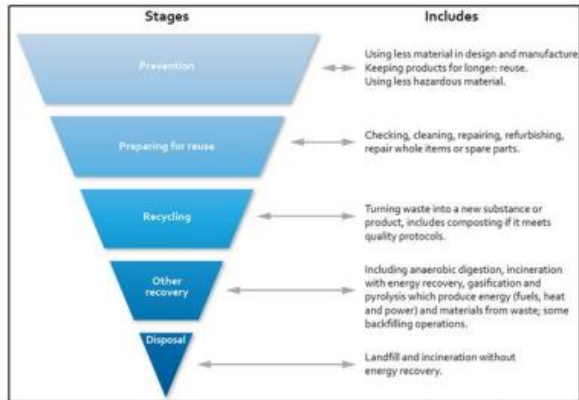 Stages
Includes
Prevention
Using less material in design and manufacture
Keeping products for longer: reuse.
Using less hazardous material.
Preparing for reuse
Checking, cleaning, repairing, refurbishing,
repair whole items or spare parts.
Recycling
Turning waste into a new substance or
product, includes composting if it meets
quality protocols.
Other
recovery
Including anaerobic digestion, incineration
with energy recovery, gasification and
pyrolysis which produce energy (fuels, heat
and power) and materials from waste; some
backfilling operations.
Disposal
Landfill and incineration without
energy recovery.